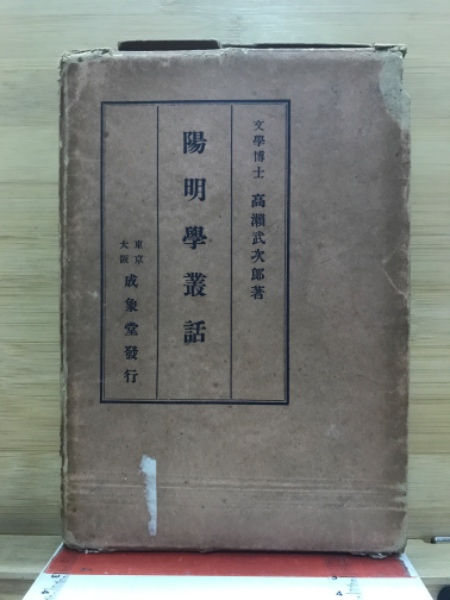 文學博士 高瀬武次郎著
陽明學叢話
東京
大阪
成象堂發行